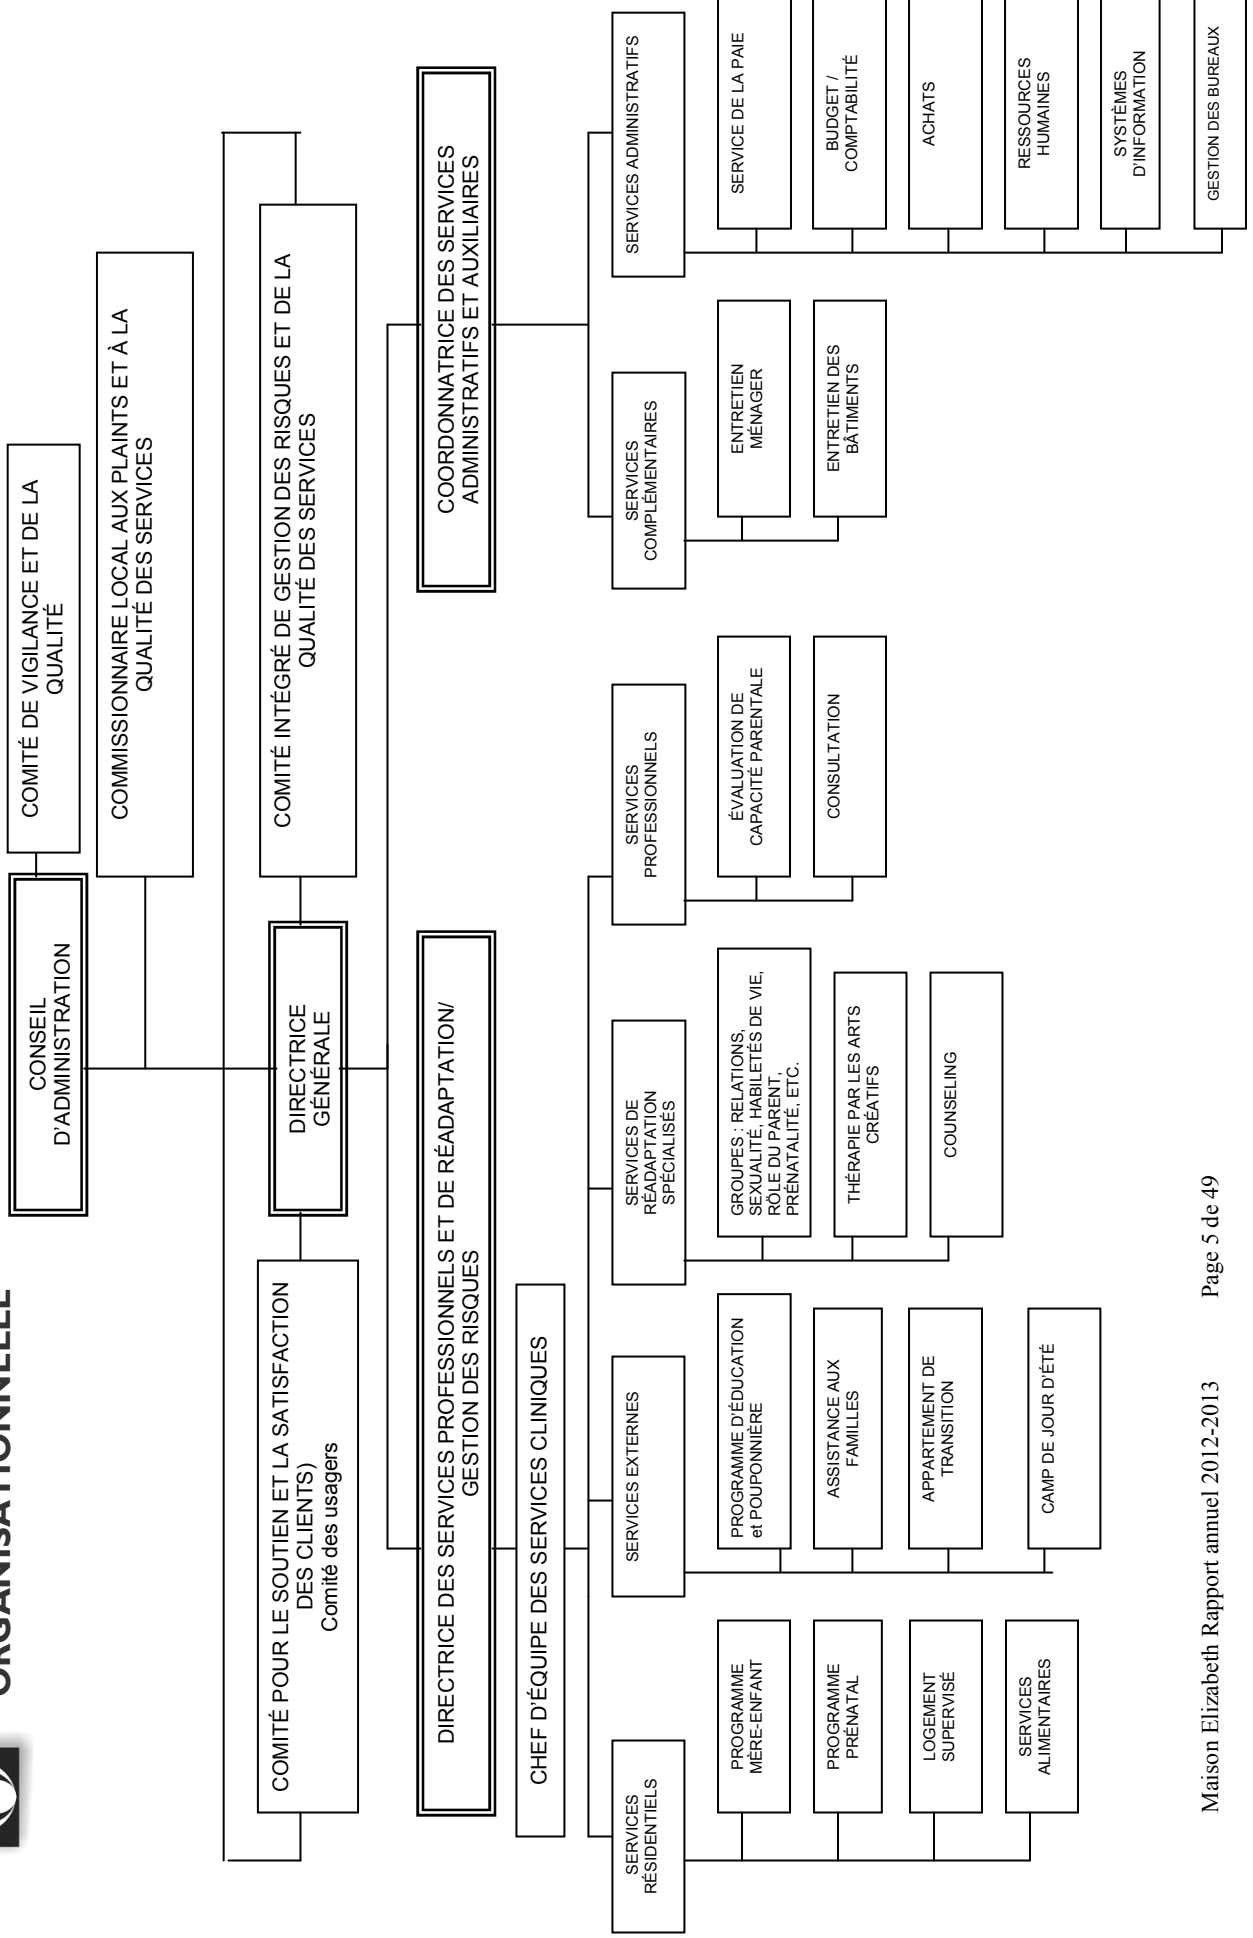 ORGANISATIONNELLE
CONSEIL
D'ADMINISTRATION
COMITÉ DE VIGILANCE ET DE LA
QUALITÉ
COMMISSIONNAIRE LOCAL AUX PLAINTS ET À LA
QUALITÉ DES SERVICES
COMITÉ POUR LE SOUTIEN ET LA SATISFACTION
DES CLIENTS)
Comité des usagers
DIRECTRICE
GÉNÉRALE
COMITÉ INTÉGRÉ DE GESTION DES RISQUES ET DE LA
QUALITÉ DES SERVICES
DIRECTRICE DES SERVICES PROFESSIONNELS ET DE RÉADAPTATION/
GESTION DES RISQUES
COORDONNATRICE DES SERVICES
ADMINISTRATIFS ET AUXILIAIRES
CHEF D'ÉQUIPE DES SERVICES CLINIQUES
SERVICES
RÉSIDENTIELS
PROGRAMME
MÈRE-ENFANT
PROGRAMME
PRÉNATAL
LOGEMENT
SUPERVISÉ
SERVICES
ALIMENTAIRES
SERVICES EXTERNES
PROGRAMME D'ÉDUCATION
et POUPONNIÈRE
ASSISTANCE AUX
FAMILLES
APPARTEMENT DE
TRANSITION
CAMP DE JOUR D'ÉTÉ
SERVICES DE
RÉADAPTATION
SPÉCIALISÉS
GROUPES : RELATIONS,
SEXUALITÉ, HABILETÉS DE VIE,
RÖLE DU PARENT,
PRÉNATALITÉ, ETC.
THÉRAPIE PAR LES ARTS
CRÉATIFS
COUNSELING
SERVICES
PROFESSIONNELS
ÉVALUATION DE
CAPACITÉ PARENTALE
CONSULTATION
SERVICES
COMPLÉMENTAIRES
ENTRETIEN
MÉNAGER
ENTRETIEN DES
BÂTIMENTS
SERVICES ADMINISTRATIFS
SERVICE DE LA PAIE
BUDGET /
COMPTABILITÉ
ACHATS
RESSOURCES
HUMAINES
SYSTÈMES
D'INFORMATION
GESTION DES BUREAUX
Maison Elizabeth Rapport annuel 2012-2013 Page 5 de 49